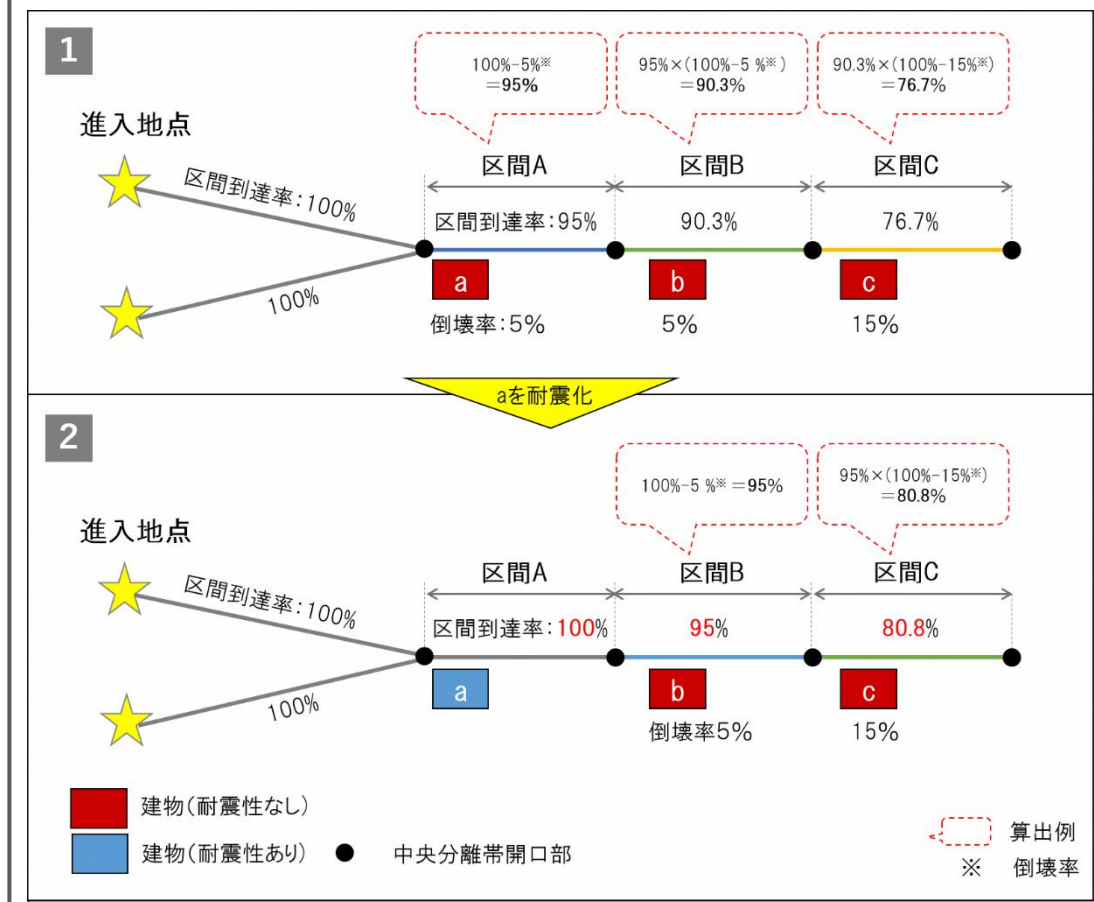 1
100%-5%※
=95%
95%×(100%-5 %※)
=90.3%
90.3%×(100%-15%※)
=76.7%
進入地点
区間A
区間B
区間C
区間到達率:100%
区間到達率:95%
90.3%
76.7%
100%
a
b
c
倒壊率:5%
5%
15%
aを耐震化
2
100%-5 %※=95%
95%×(100%-15%※)
=80.8%
進入地点
区間A
区間B
区間C
区間到達率:100%
区間到達率:100%
95%
80.8%
100%
a
b
c
倒壊率5%
15%
建物(耐震性なし)
建物(耐震性あり)
中央分離帯開口部
算出例
※ 倒壊率